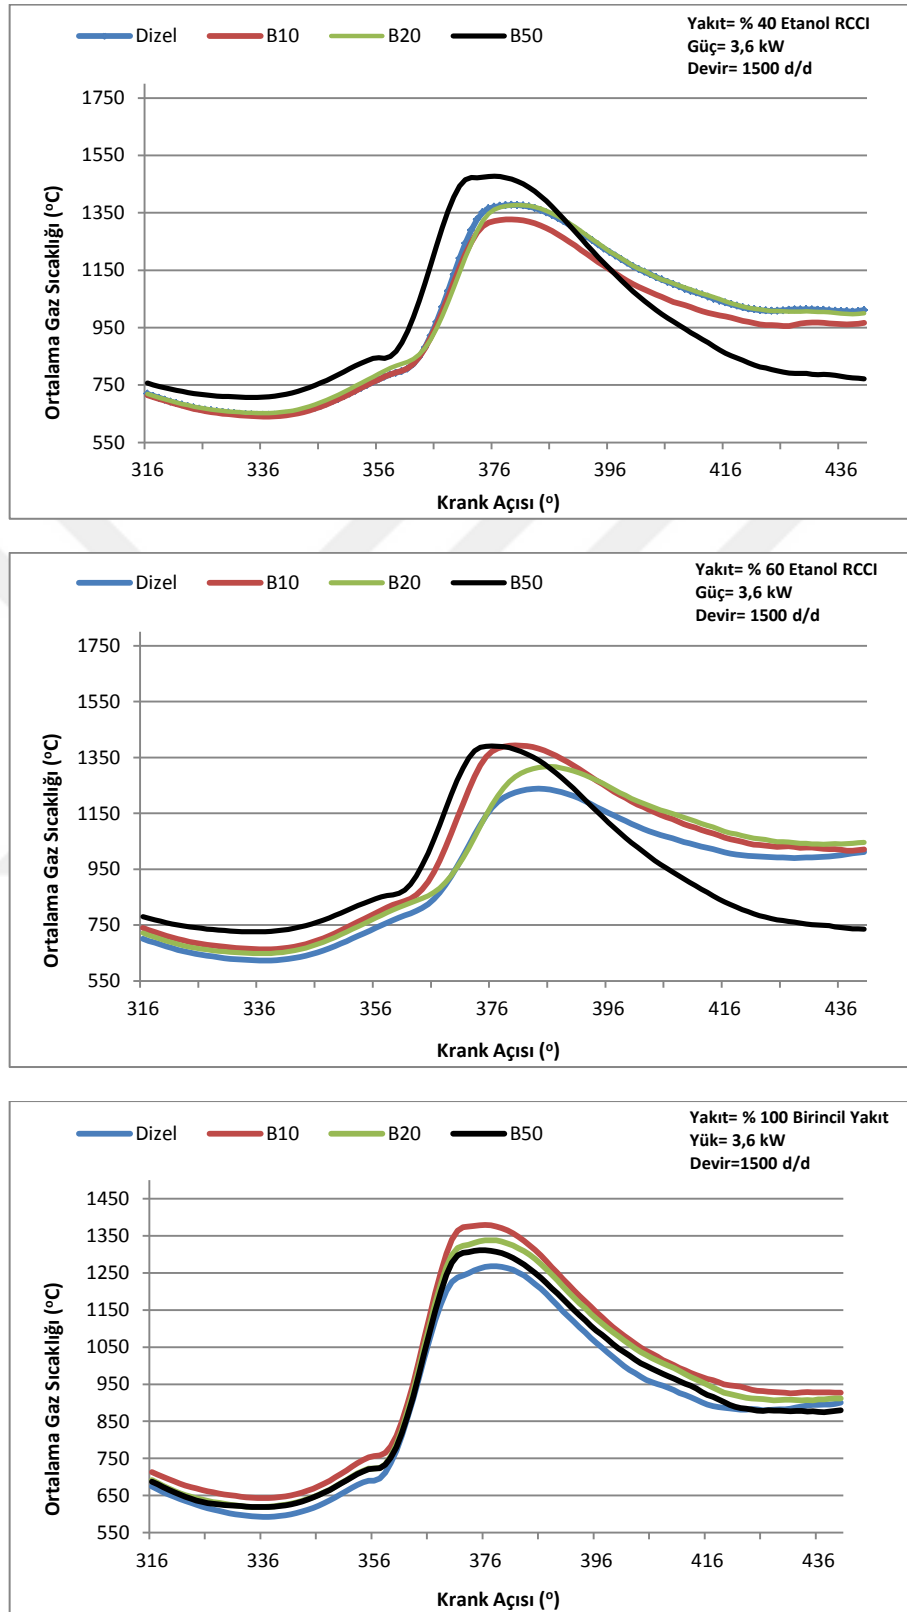 Dizel B10 B20 B50
Yakıt= % 40 Etanol RCCI
Güç= 3,6 kW
Devir= 1500 d/d
Ortalama Gaz Sıcaklığı (ºC)
1750
1550
1350
1150
950
750
550
316 336 356 376 396 416 436
Krank Açısı (º)
Dizel B10 B20 B50
Yakıt= % 60 Etanol RCCI
Güç= 3,6 kW
Devir= 1500 d/d
Ortalama Gaz Sıcaklığı (ºC)
1750
1550
1350
1150
950
750
550
316 336 356 376 396 416 436
Krank Açısı (º)
Dizel B10 B20 B50
Yakıt= % 100 Birincil Yakıt
Yük= 3,6 kW
Devir=1500 d/d
Ortalama Gaz Sıcaklığı (ºC)
1450
1350
1250
1150
1050
950
850
750
650
550
316 336 356 376 396 416 436
Krank Açısı (º)